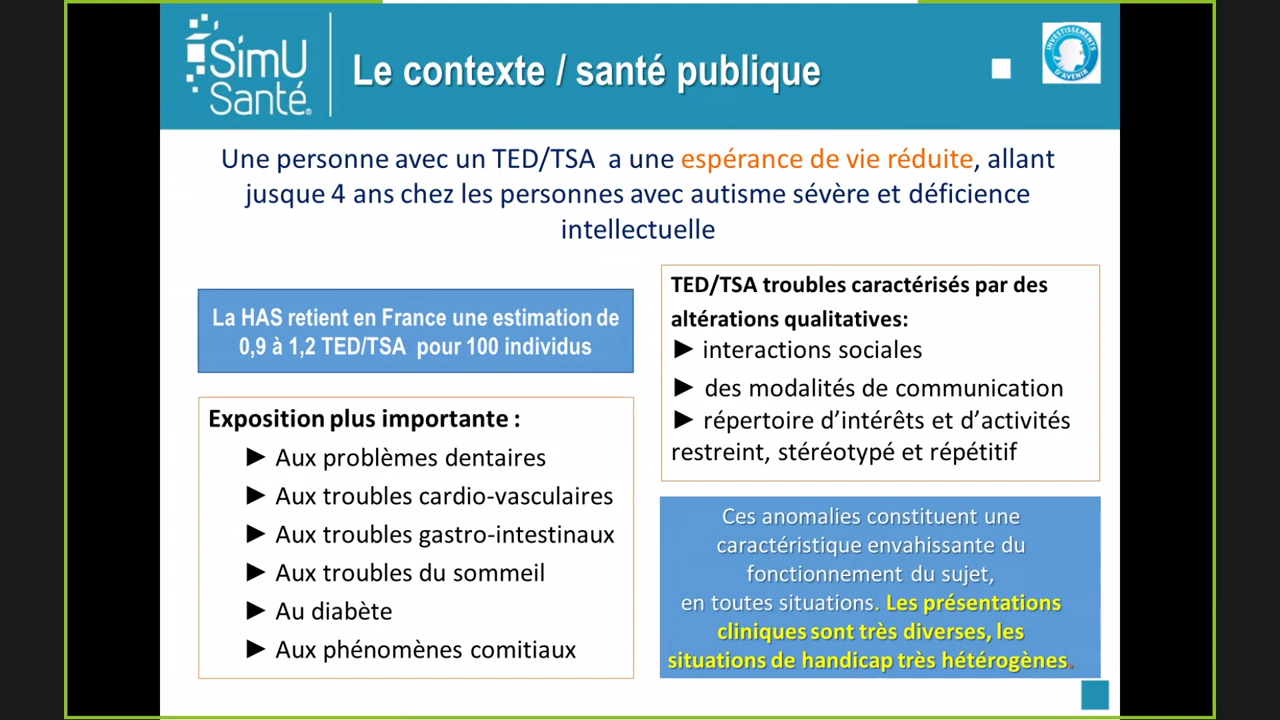 SimU
Santé
Le contexte / santé publique
INVESTISSEMENTS
D'AVENIR
Une personne avec un TED/TSA a une espérance de vie réduite, allant
jusque 4 ans chez les personnes avec autisme sévère et déficience
intellectuelle
La HAS retient en France une estimation de
0,9 à 1,2 TED/TSA pour 100 individus
Exposition plus importante :
► Aux problèmes dentaires
► Aux troubles cardio-vasculaires
► Aux troubles gastro-intestinaux
► Aux troubles du sommeil
► Au diabète
► Aux phénomènes comitiaux
TED/TSA troubles caractérisés par des
altérations qualitatives:
► interactions sociales
► des modalités de communication
► répertoire d'intérêts et d'activités
restreint, stéréotypé et répétitif
Ces anomalies constituent une
caractéristique envahissante du
fonctionnement du sujet,
en toutes situations. Les présentations
cliniques sont très diverses, les
situations de handicap très hétérogènes.